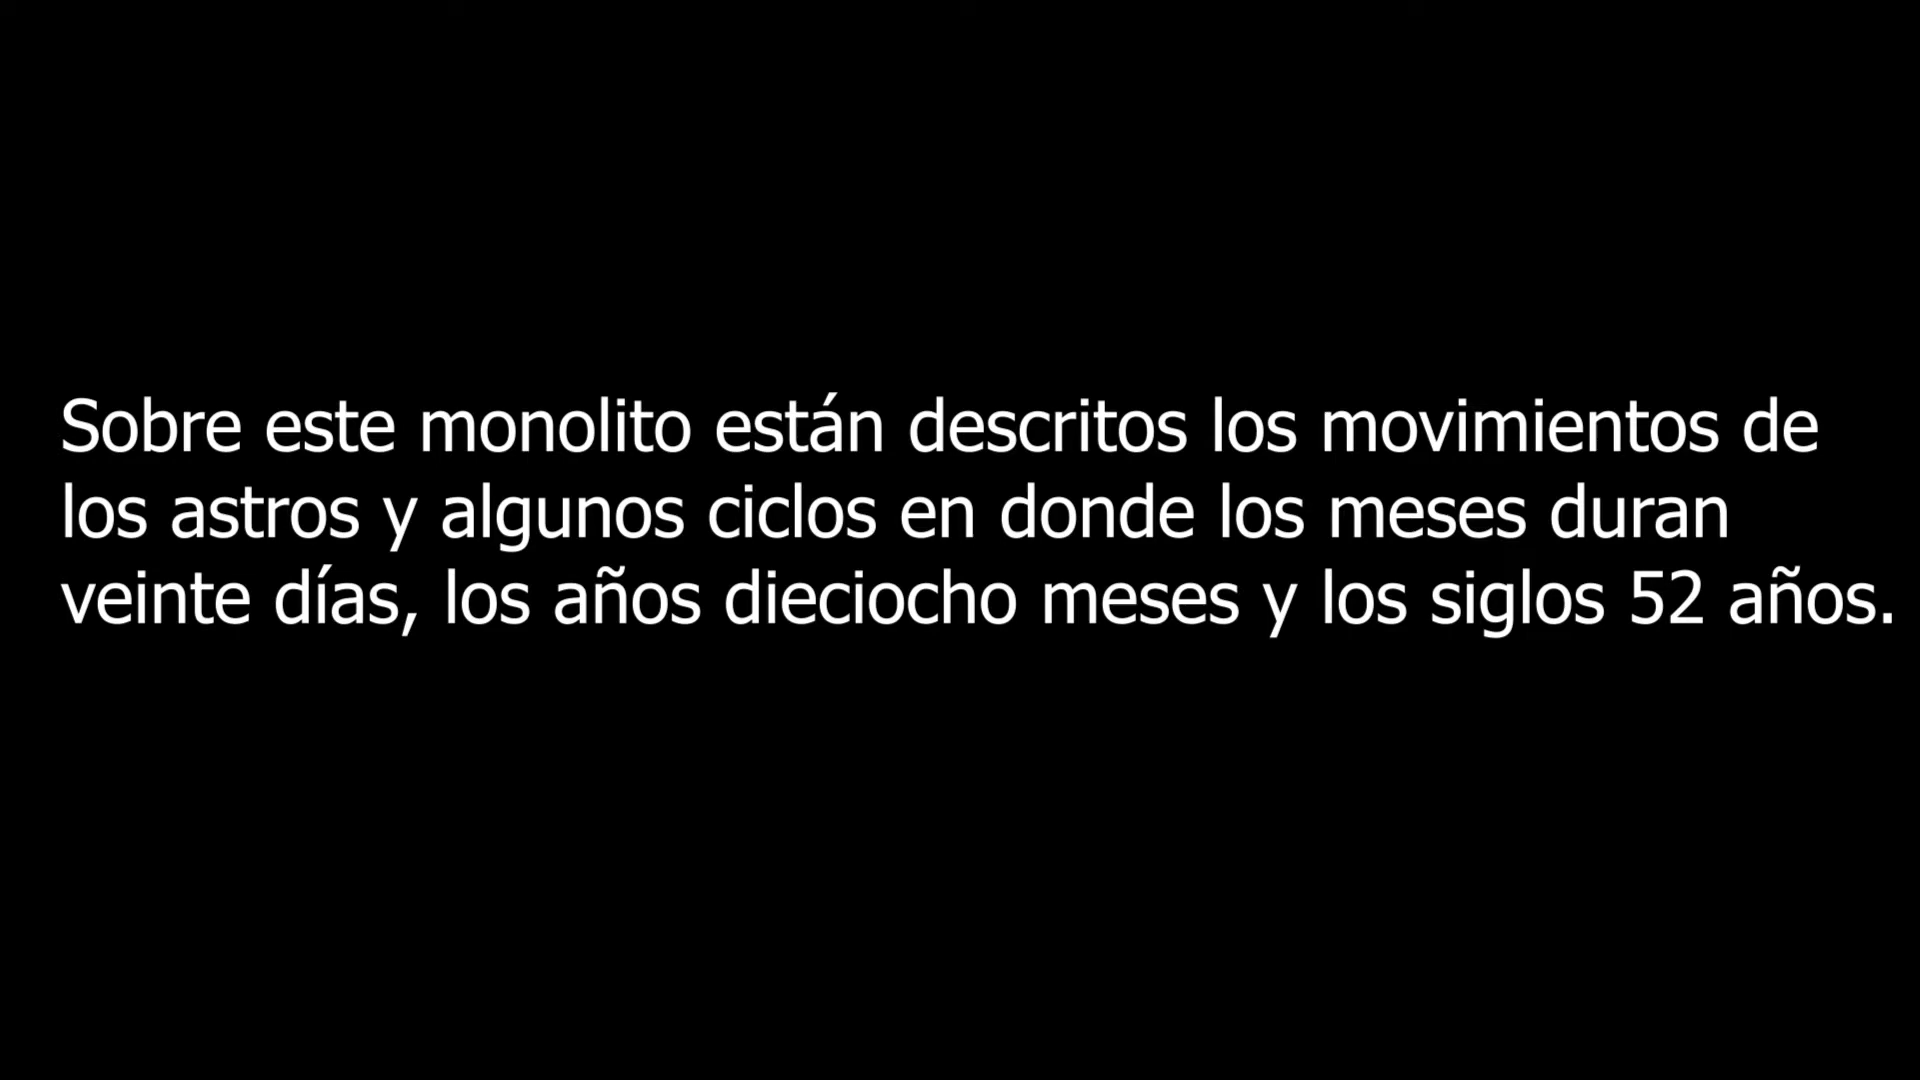 Sobre este monolito están descritos los movimientos de
los astros y algunos ciclos en donde los meses duran
veinte días, los años dieciocho meses y los siglos 52 años.